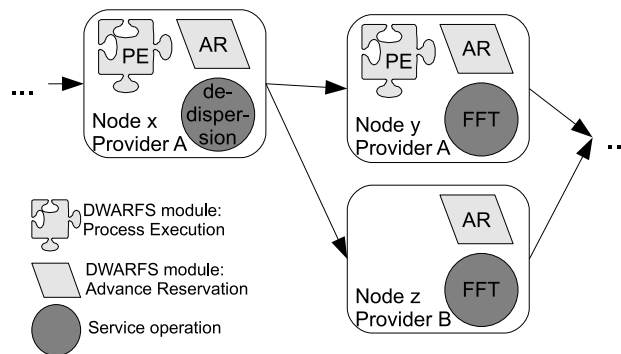 PE
AR
de-
disper-
sion
Node x
Provider A
...
PE
AR
FFT
Node y
Provider A
..
AR
FFT
Node z
Provider B
DWARFS module:
Process Execution
DWARFS module:
Advance Reservation
Service operation